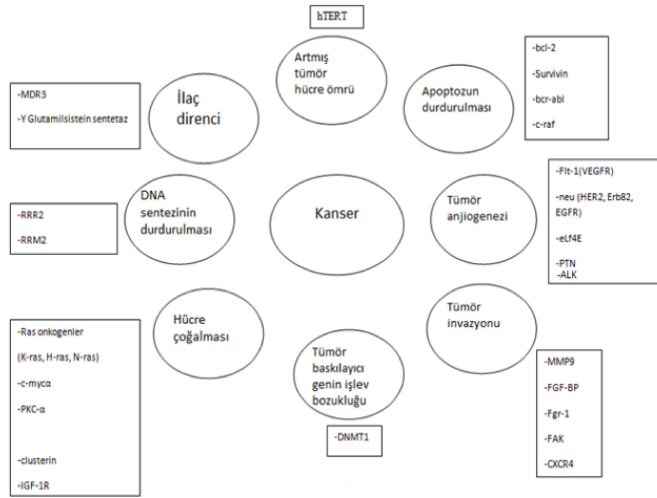 hTERT
Artmış
tümör
hücre ömrü
-bcl-2
-Survivin
-bcr-abl
-c-raf
Apoptozun
durdurulması
İlaç
direnci
-MDR3
-Y Glutamilsistein sentetaz
DNA
sentezinin
durdurulması
-RRR2
-RRM2
Kanser
Tümör
anjiogenezi
-Flt-1(VEGFR)
-neu (HER2, Erb82,
EGFR)
-eLf4E
-PTN
-ALK
Hücre
çoğalması
-Ras onkogenler
(K-ras, H-ras, N-ras)
-c-mycα
-PKC-α
-clusterin
-IGF-1R
Tümör
baskılayıcı
genin işlev
bozukluğu
-DNMT1
Tümör
invazyonu
-MMP9
-FGF-BP
-Fgr-1
-FAK
-CXCR4